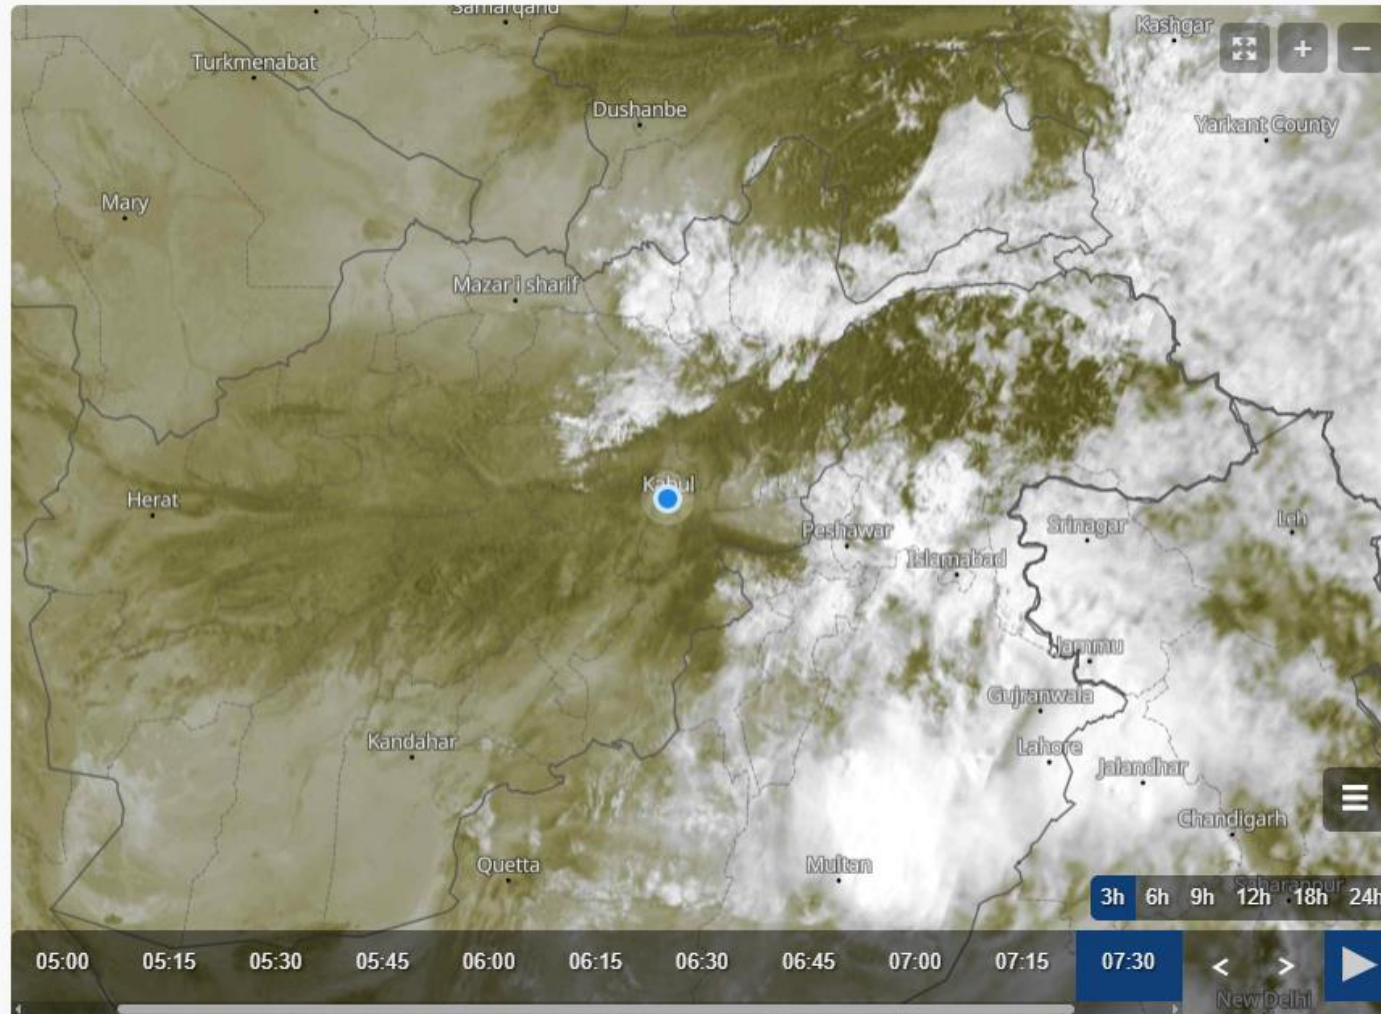 Samarqand
Kashgar
Turkmenabat
Dushanbe
Yarkant County
Mary
Mazar i sharif
Kabul
Herat
Peshawar
Srinagar
Leh
Islamabad
Jammu
Gujranwala
Kandahar
Lahore
Jalandhar
Chandigarh
Quetta
Multan
Saharanpur
3h 6h 9h 12h 18h 24h
05:00 05:15 05:30 05:45 06:00 06:15 06:30 06:45 07:00 07:15 07:30
New Delhi